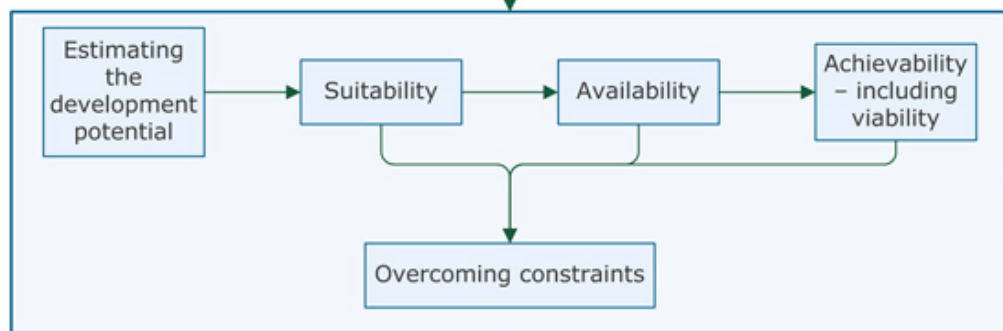 Estimating
the
development
potential
Suitability
Availability
Achievability
– including
viability
Overcoming constraints